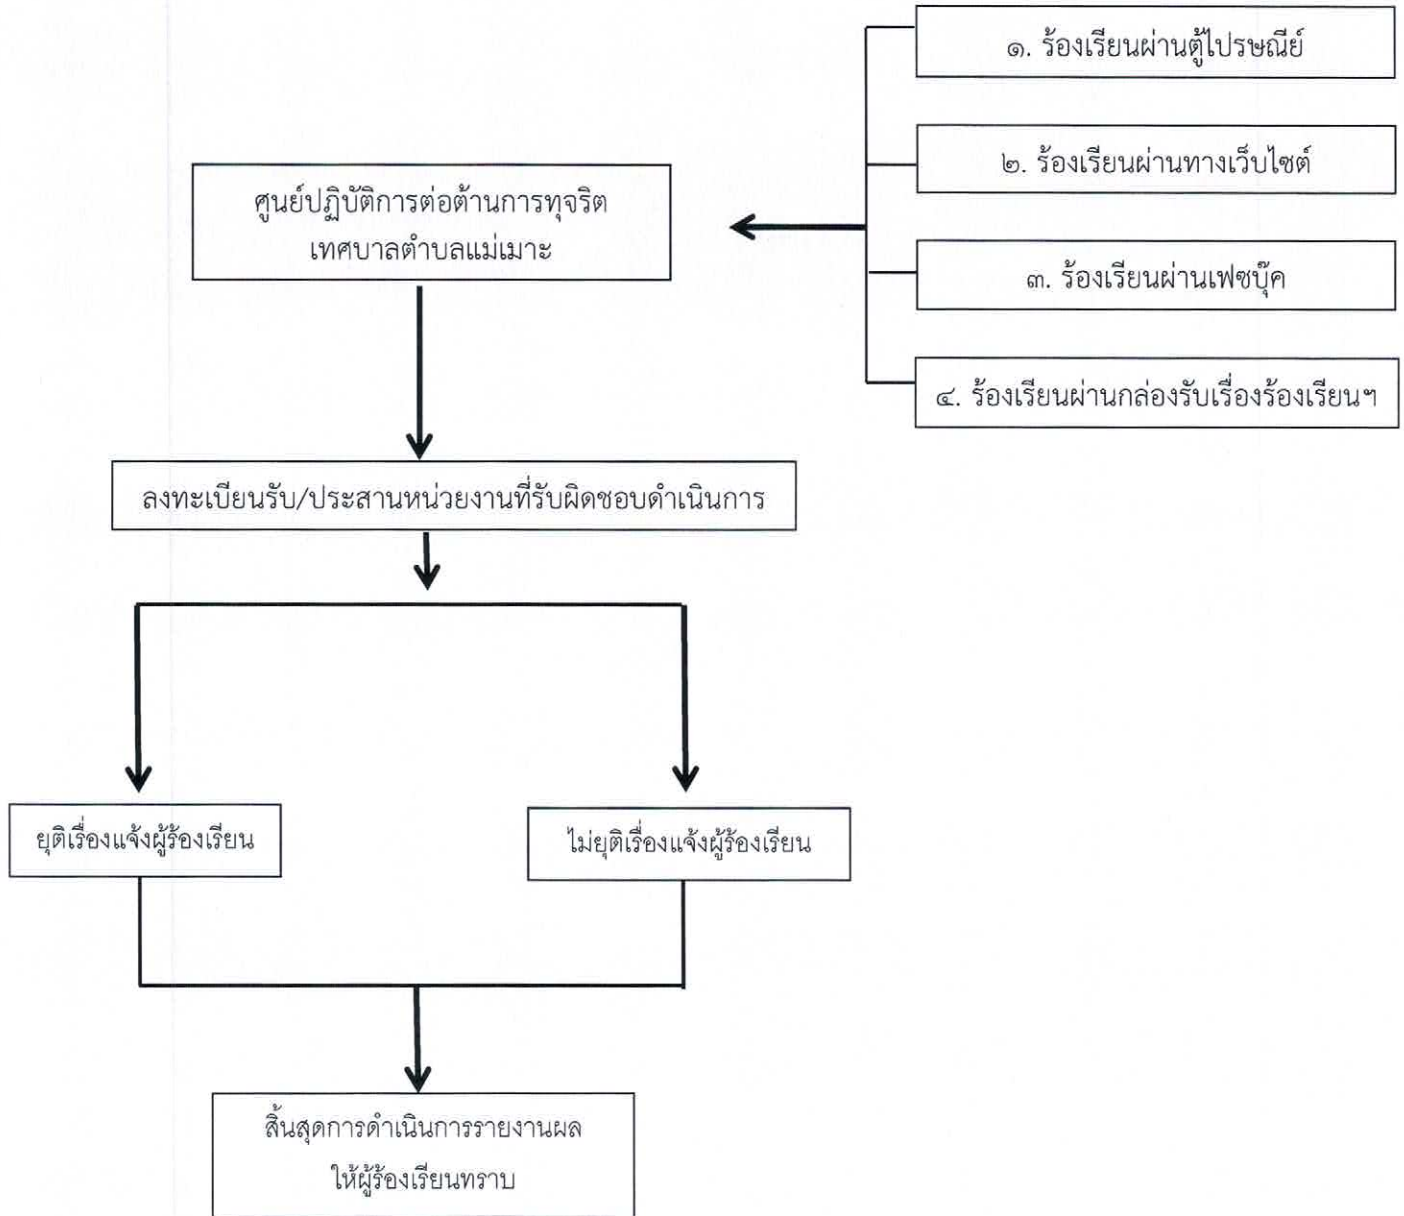 ๑. ร้องเรียนผ่านตู้ไปรษณีย์
๒. ร้องเรียนผ่านทางเว็บไซต์
ศูนย์ปฏิบัติการต่อต้านการทุจริต
เทศบาลตำบลแม่เมาะ
๓. ร้องเรียนผ่านเฟซบุ๊ค
๔. ร้องเรียนผ่านกล่องรับเรื่องร้องเรียนฯ
ลงทะเบียนรับ/ประสานหน่วยงานที่รับผิดชอบดำเนินการ
ยุติเรื่องแจ้งผู้ร้องเรียน
ไม่ยุติเรื่องแจ้งผู้ร้องเรียน
สิ้นสุดการดำเนินการรายงานผล
ให้ผู้ร้องเรียนทราบ